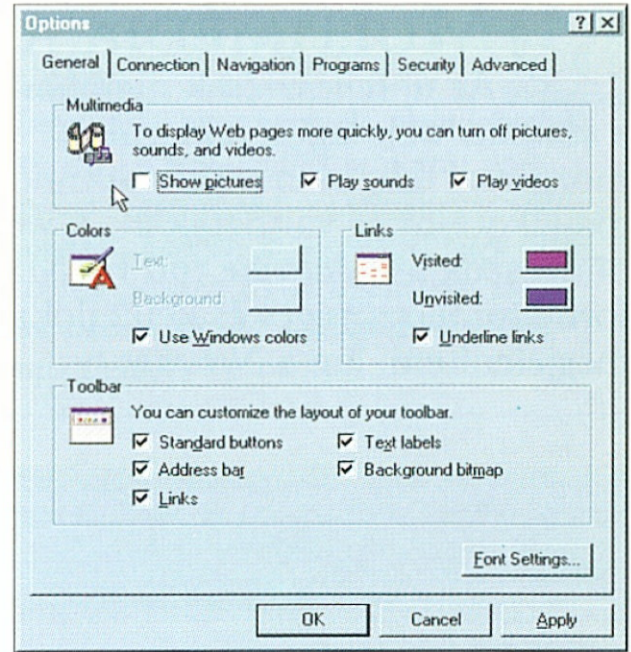 Options
General Connection Navigation Programs Security Advanced
Multimedia
To display Web pages more quickly, you can turn off pictures,
sounds, and videos.
Show pictures Play sounds Play videos
Colors
Text:
Background:
Use Windows colors
Links
Visited:
Unvisited:
Underline links
Toolbar
You can customize the layout of your toolbar.
Standard buttons Text labels
Address bar Background bitmap
Links
Font Settings...
OK Cancel Apply